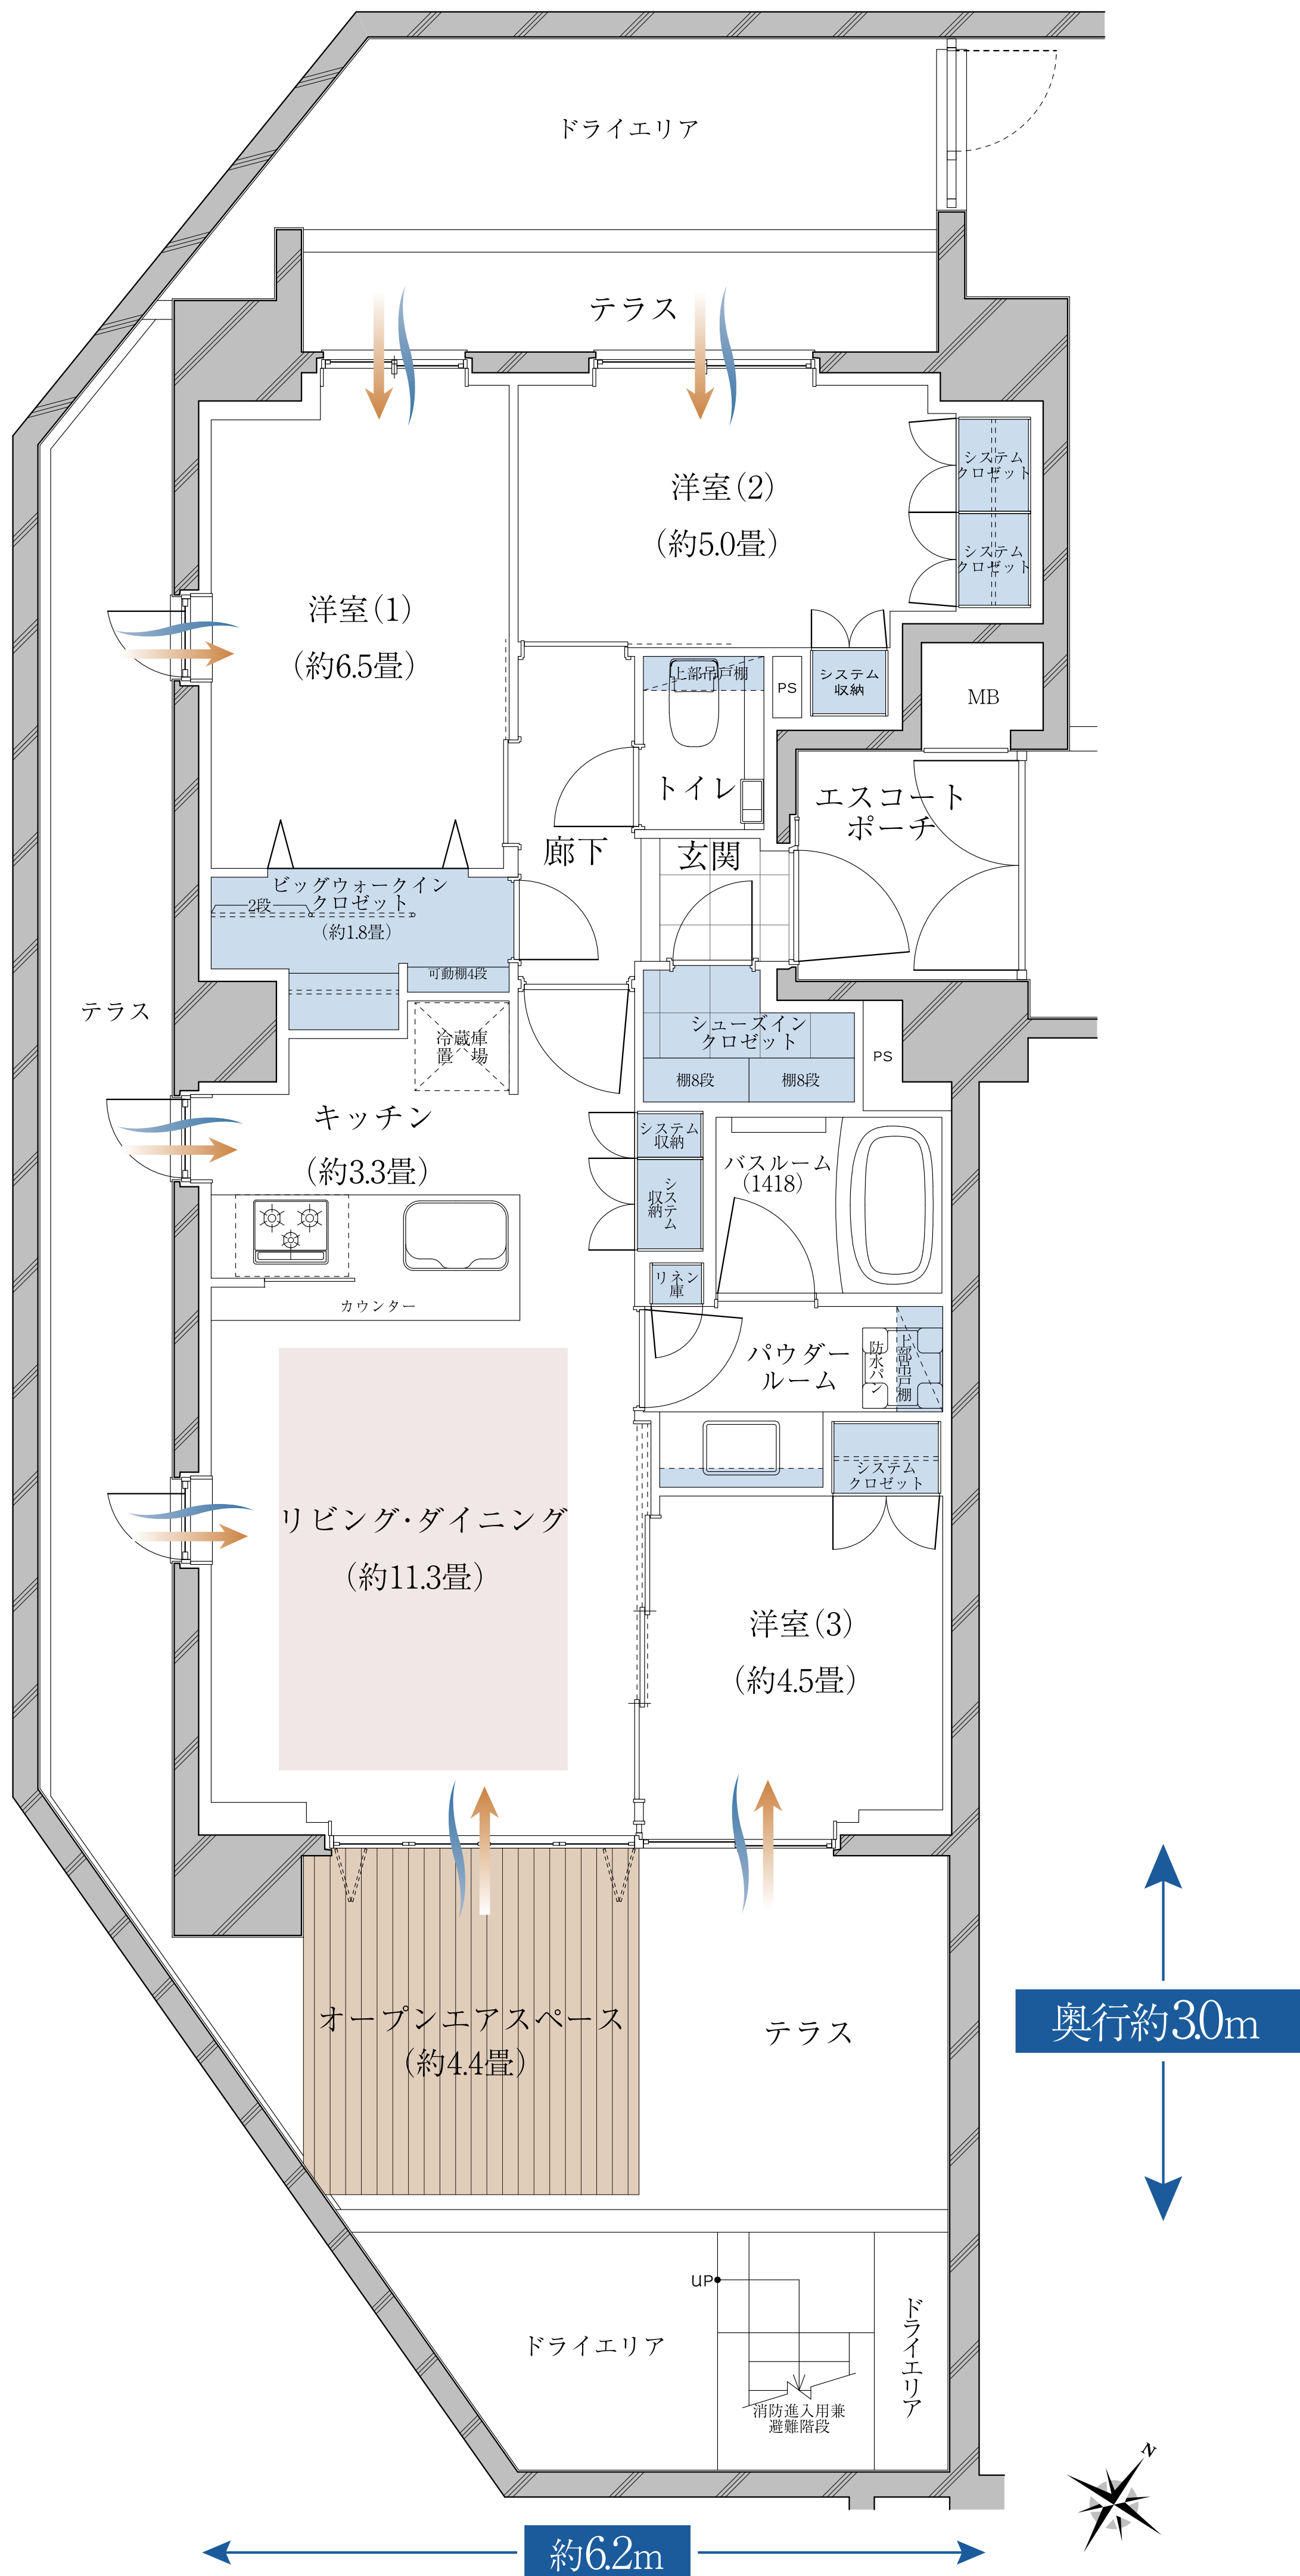 ドライエリア
テラス
洋室(1)
(約6.5畳)
洋室(2)
(約5.0畳)
システム
クロゼット
システム
クロゼット
上部吊戸棚
PS
システム
収納
MB
トイレ
エスコート
ポーチ
廊下
玄関
ビッグウォークイン
クロゼット
2段
(約1.8畳)
可動棚4段
テラス
冷蔵庫
置場
シューズイン
クロゼット
棚8段
棚8段
PS
キッチン
(約3.3畳)
システム
収納
システム
収納
バスルーム
(1418)
リネン
庫
カウンター
パウダー
ルーム
防水パン
上部吊戸棚
システム
クロゼット
リビング・ダイニング
(約11.3畳)
洋室(3)
(約4.5畳)
オープンエアスペース
(約4.4畳)
テラス
奥行約3.0m
UP
ドライエリア
ドライエリア
消防進入用兼
避難階段
N
約6.2m